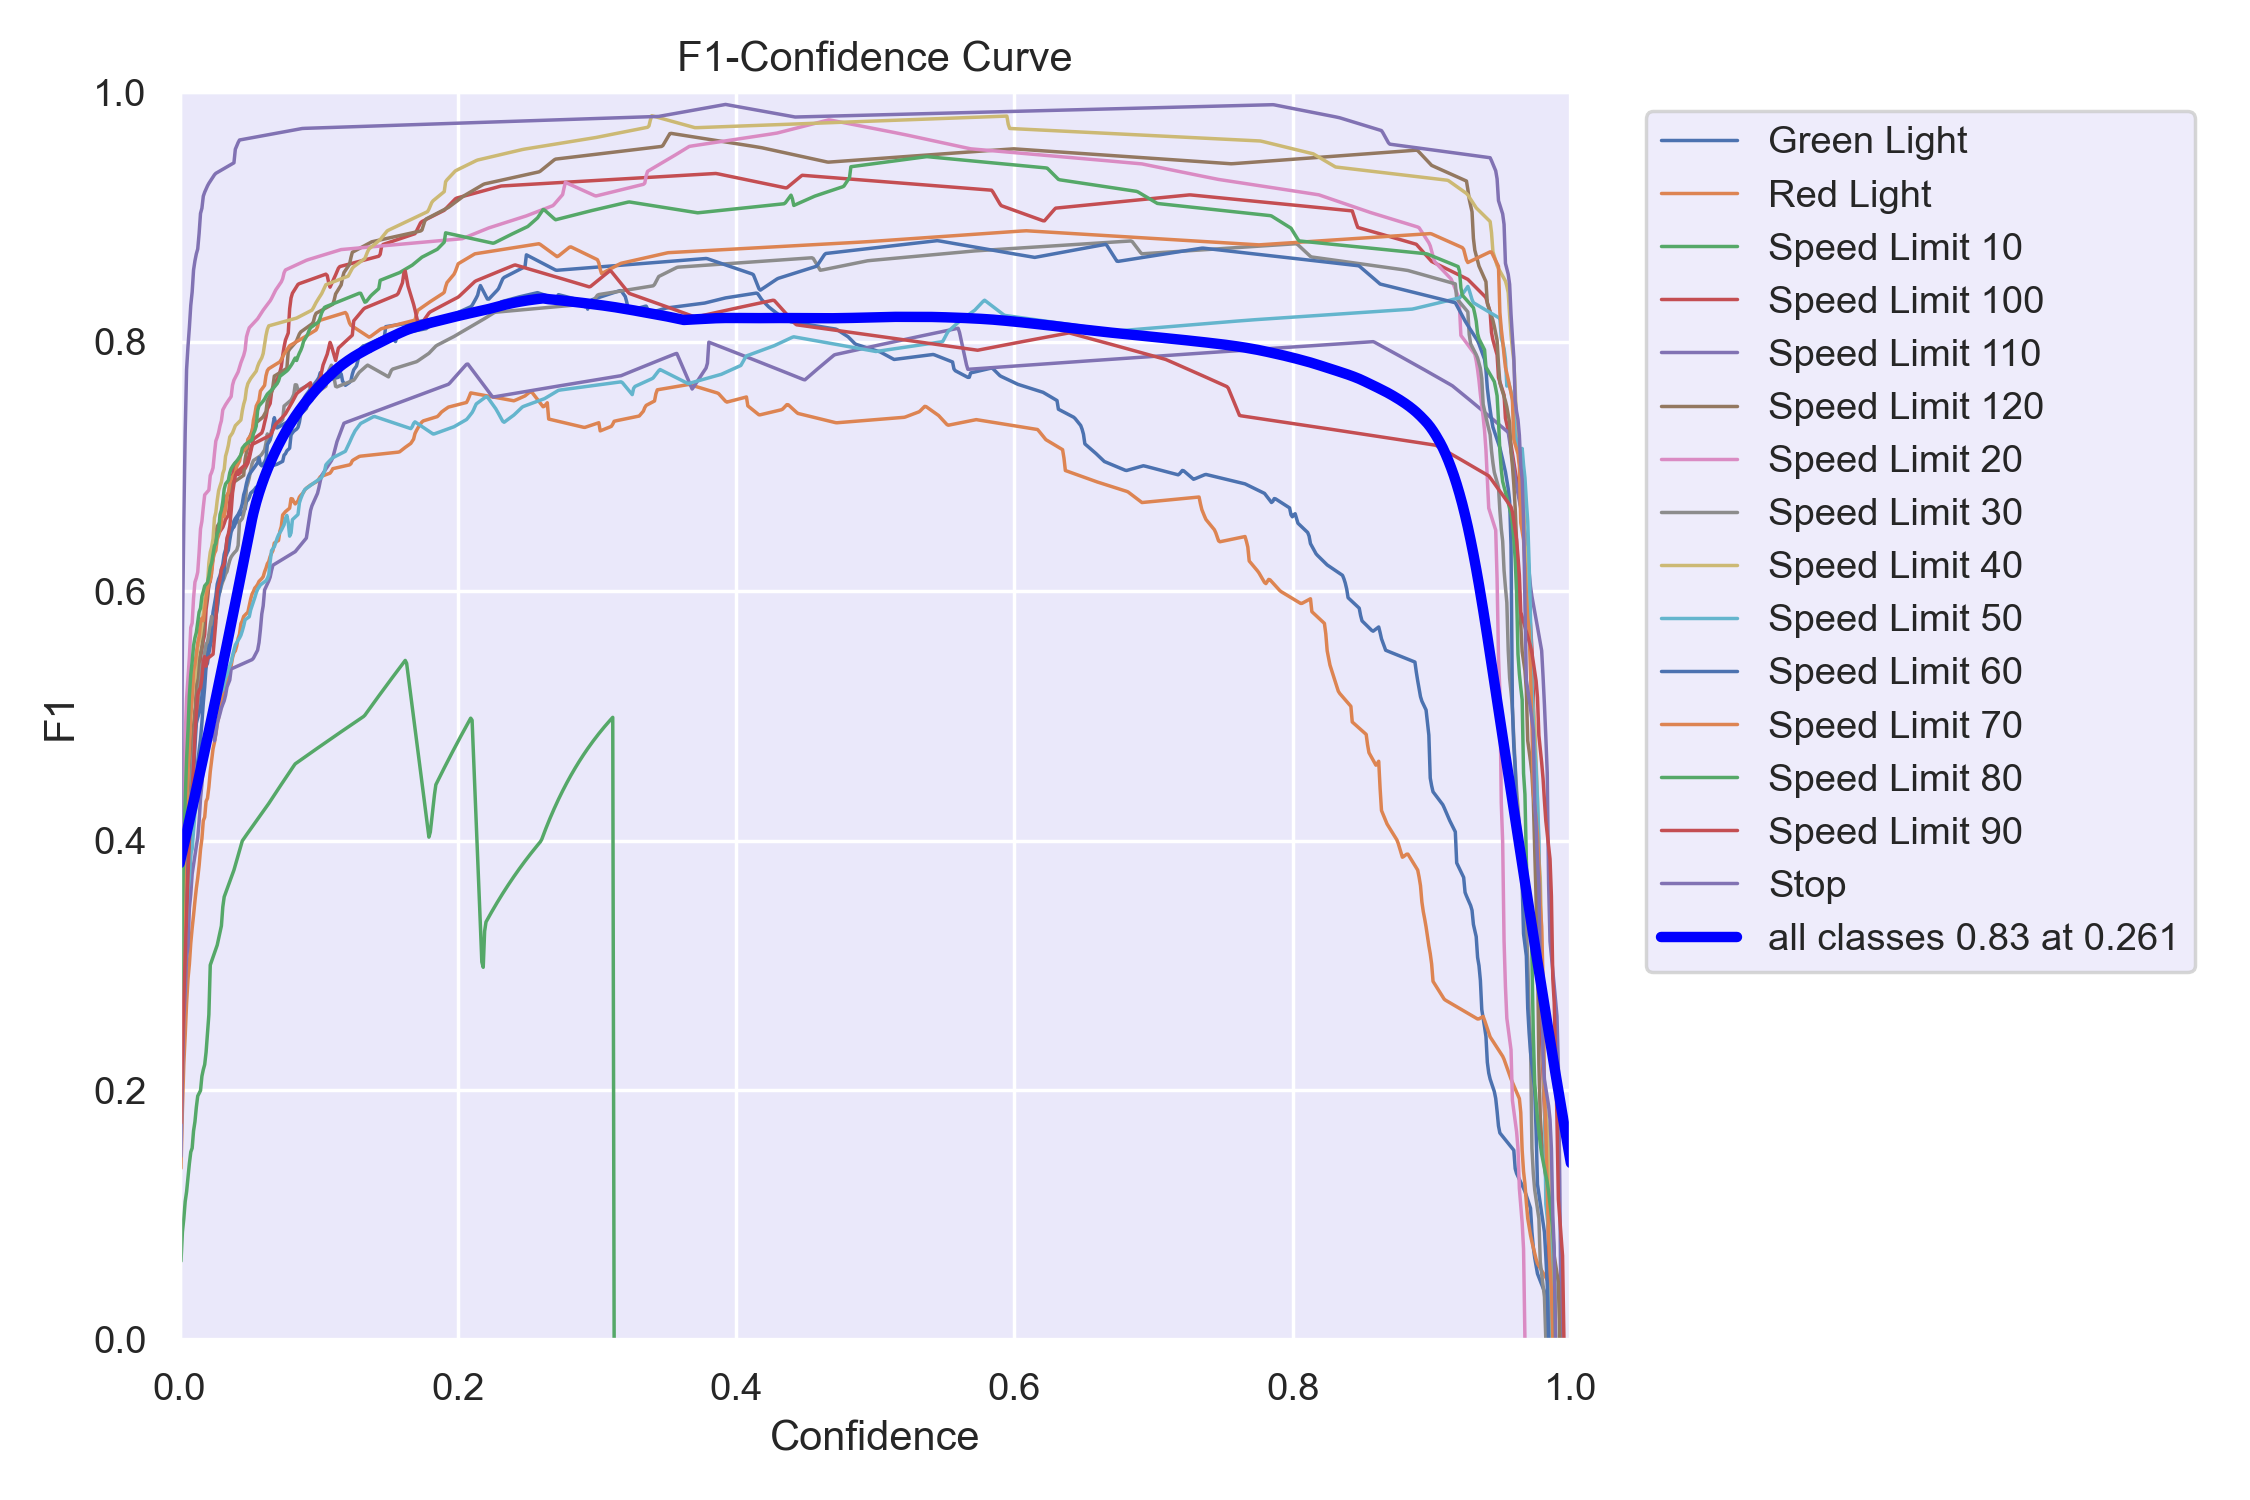 F1-Confidence Curve
1.0
0.8
0.6
0.4
0.2
0.0
F1
0.0 0.2 0.4 0.6 0.8 1.0
Confidence
Green Light
Red Light
Speed Limit 10
Speed Limit 100
Speed Limit 110
Speed Limit 120
Speed Limit 20
Speed Limit 30
Speed Limit 40
Speed Limit 50
Speed Limit 60
Speed Limit 70
Speed Limit 80
Speed Limit 90
Stop
all classes 0.83 at 0.261